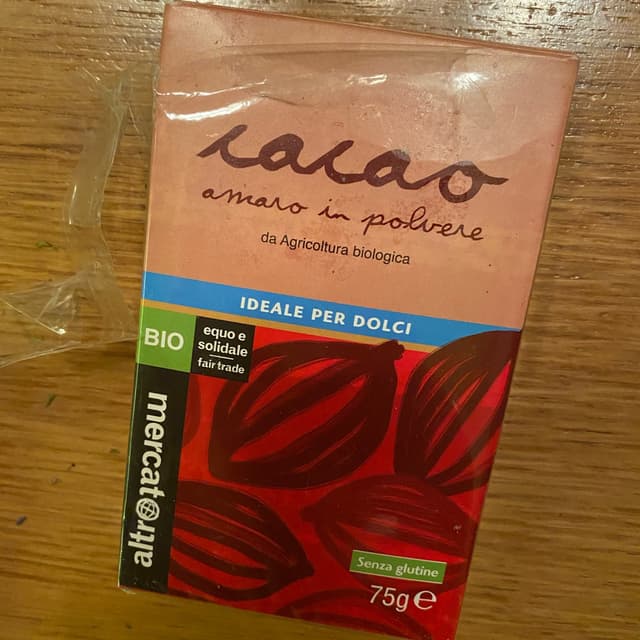 cacao
amaro in polvere
da Agricoltura biologica
IDEALE PER DOLCI
BIO
equo e
solidale
fair trade
altromercato
Senza glutine
75g e